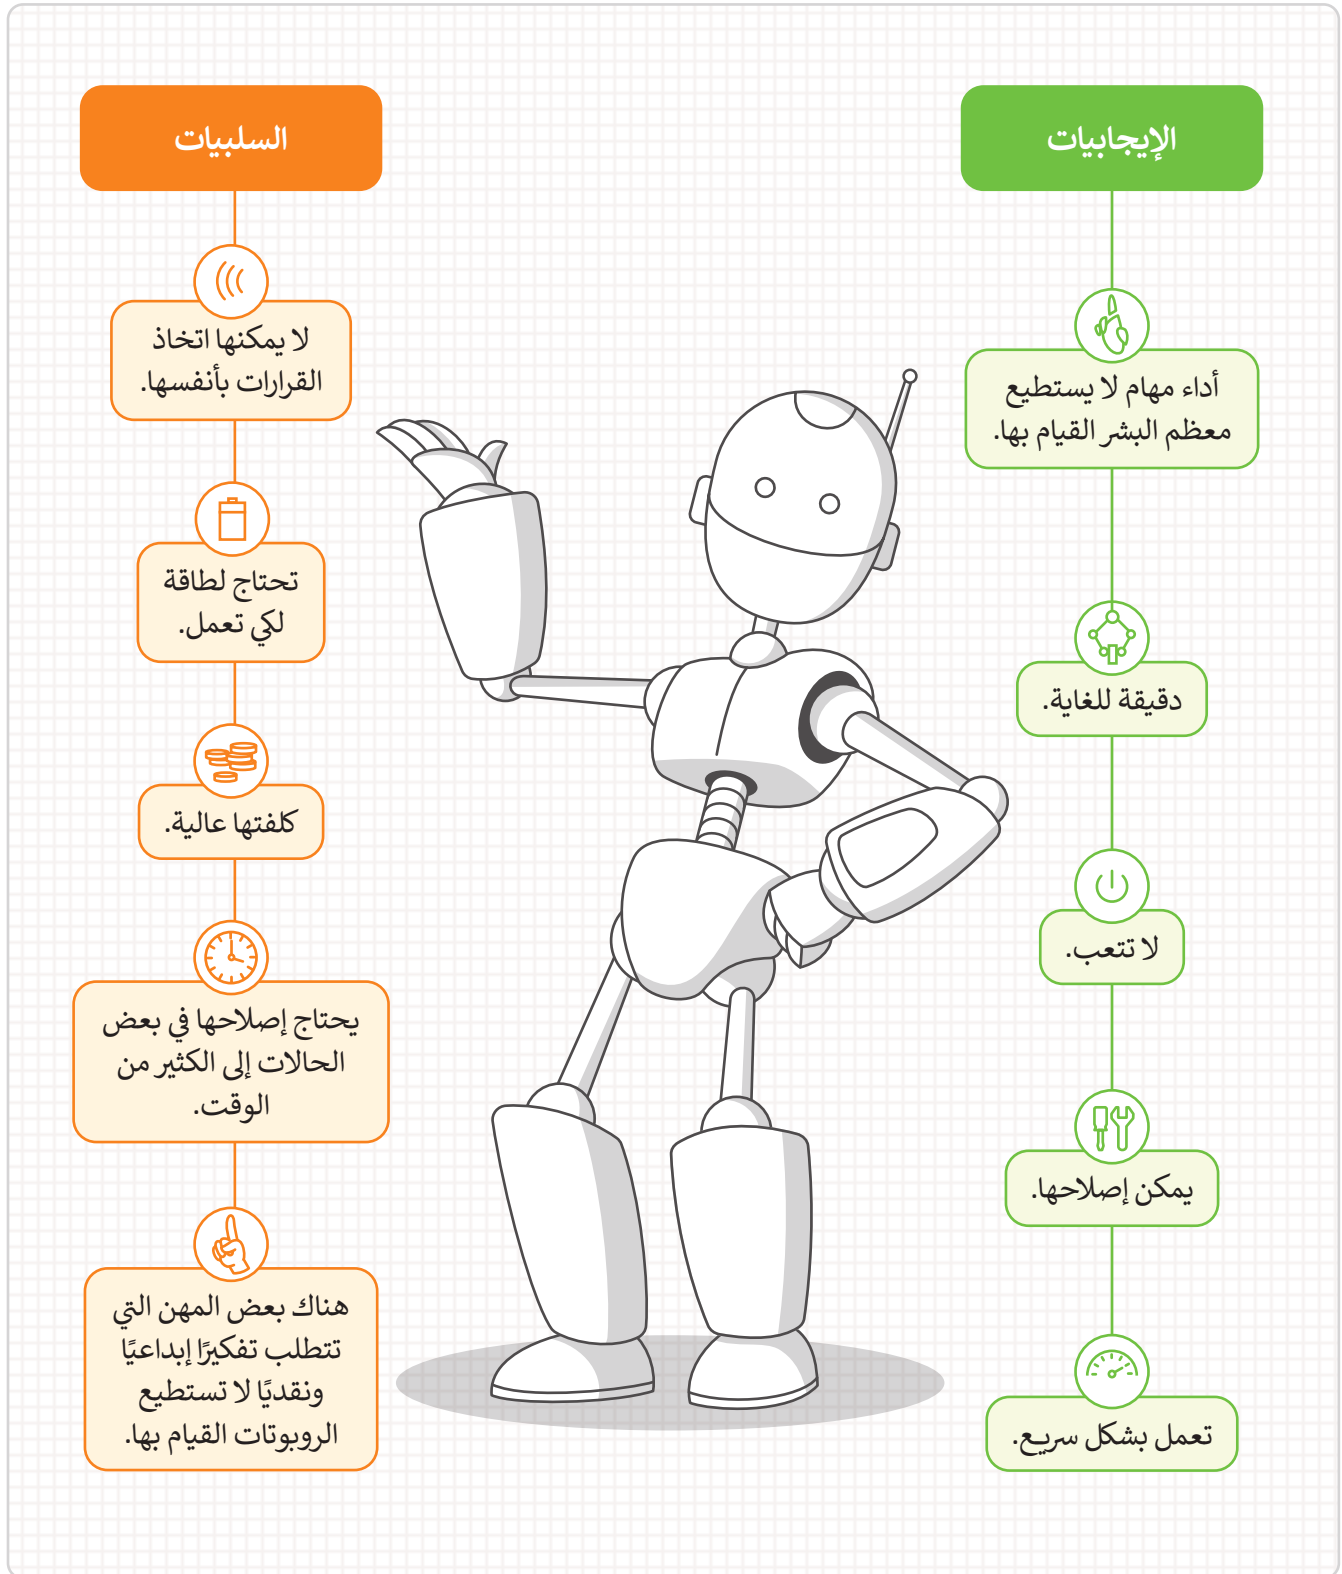 الإيجابيات
أداء مهام لا يستطيع
معظم البشر القيام بها.
دقيقة للغاية.
لا تتعب.
يمكن إصلاحها.
تعمل بشكل سريع.
السلبيات
لا يمكنها اتخاذ
القرارات بأنفسها.
تحتاج لطاقة
لكي تعمل.
كلفتها عالية.
يحتاج إصلاحها في بعض
الحالات إلى الكثير من
الوقت.
هناك بعض المهن التي
تتطلب تفكيرًا إبداعيًا
ونقديًا لا تستطيع
الروبوتات القيام بها.